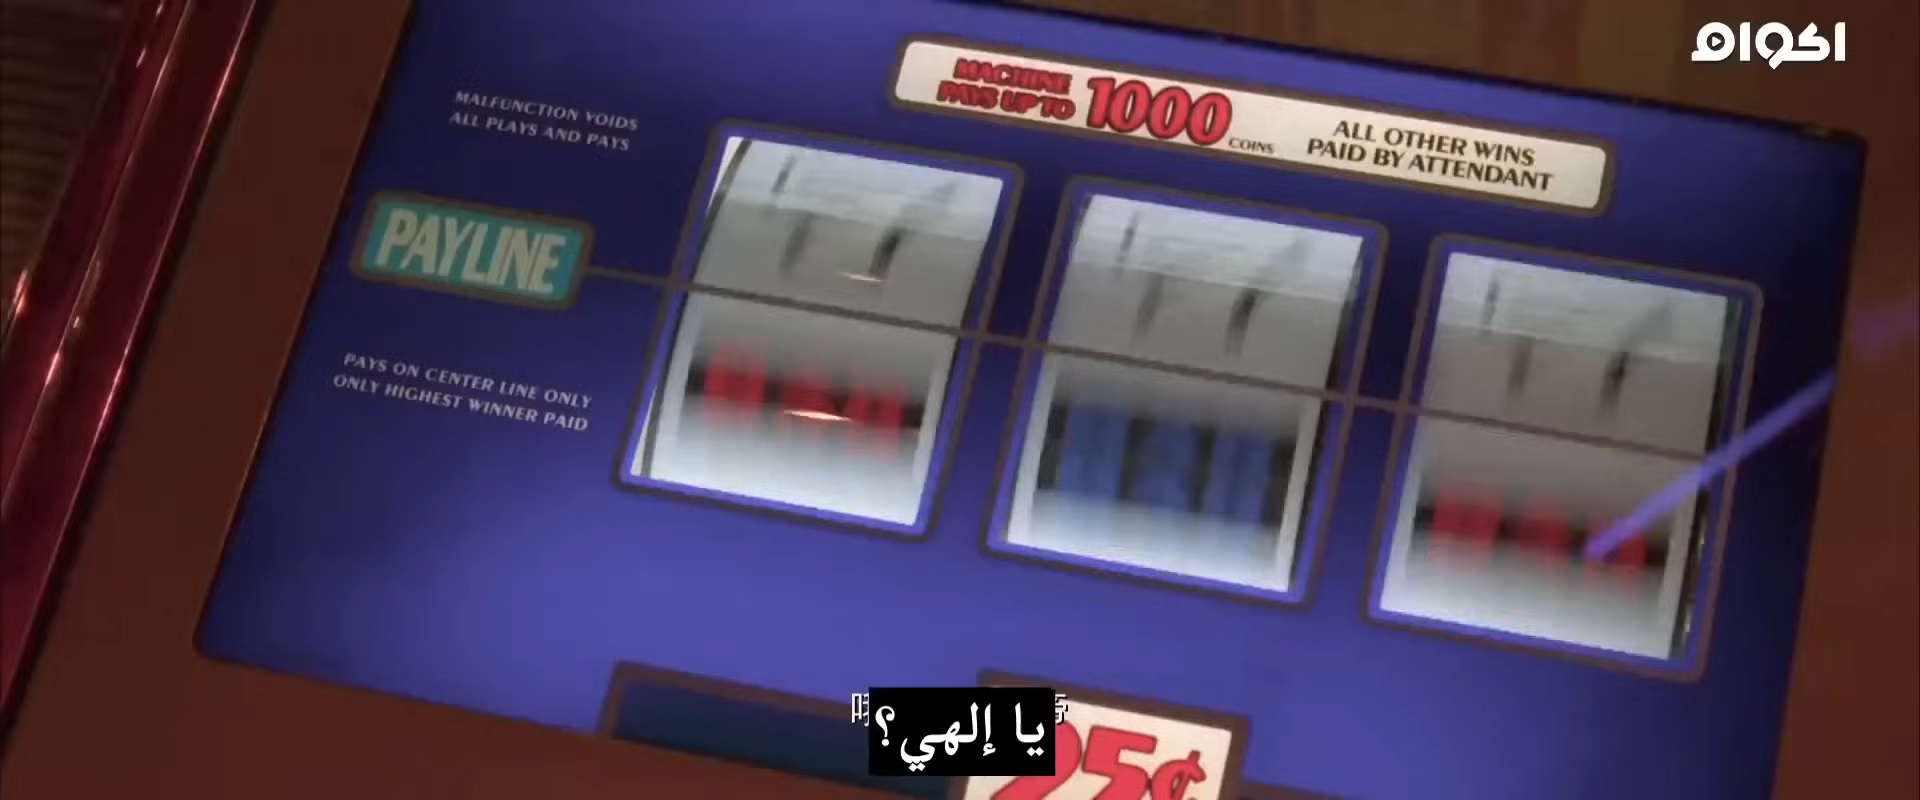 اكوام
MALFUNCTION VOIDS
ALL PLAYS AND PAYS
MACHINE
PAYS UP TO 1000 COINS
ALL OTHER WINS
PAID BY ATTENDANT
PAYLINE
PAYS ON CENTER LINE ONLY
ONLY HIGHEST WINNER PAID
يا إلهي؟
25¢